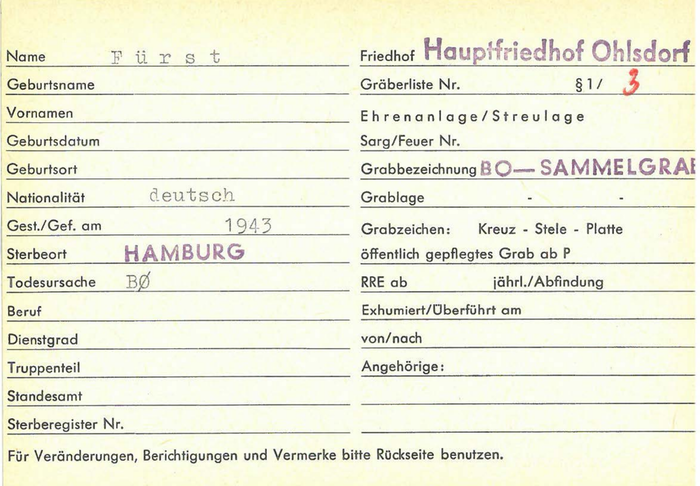 Name F ü r s t
Geburtsname
Vornamen
Geburtsdatum
Geburtsort
Nationalität deutsch
Gest./Gef. am 1943
Sterbeort HAMBURG
Todesursache BØ
Beruf
Dienstgrad
Truppenteil
Standesamt
Sterberegister Nr.
Friedhof Hauptfriedhof Ohlsdorf
Gräberliste Nr. § 1 / 3
Ehrenanlage/Streulage
Sarg/Feuer Nr.
Grabbezeichnung BO— SAMMELGRAB
Grablage - -
Grabzeichen: Kreuz - Stele - Platte
öffentlich gepflegtes Grab ab P
RRE ab jährl./Abfindung
Exhumiert/Überführt am
von/nach
Angehörige:
Für Veränderungen, Berichtigungen und Vermerke bitte Rückseite benutzen.